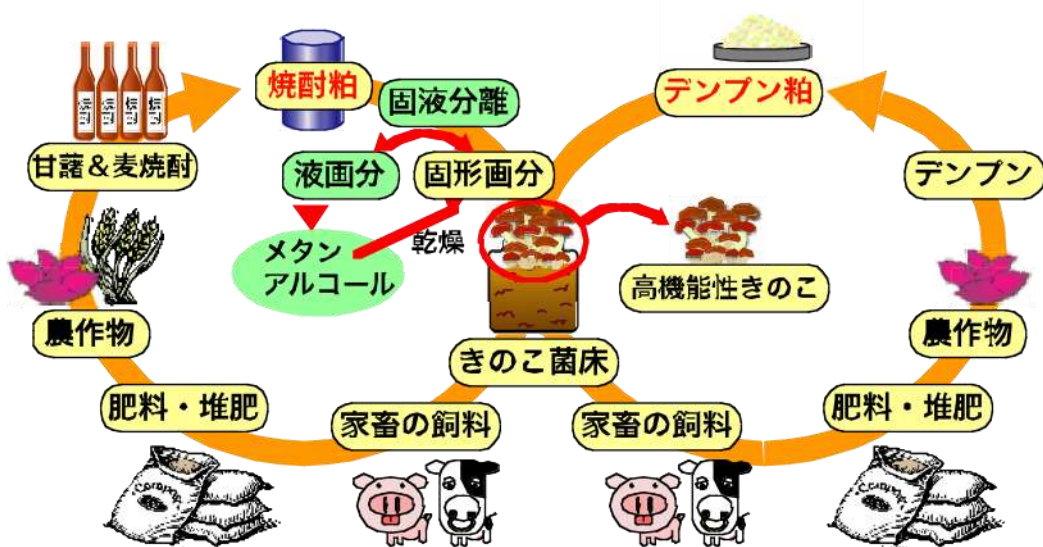 焼酎粕
固液分離
デンプン粕
甘藷&麦焼酎
液画分
固形画分
デンプン
乾燥
メタン
アルコール
高機能性きのこ
農作物
農作物
きのこ菌床
肥料・堆肥
家畜の飼料
家畜の飼料
肥料・堆肥